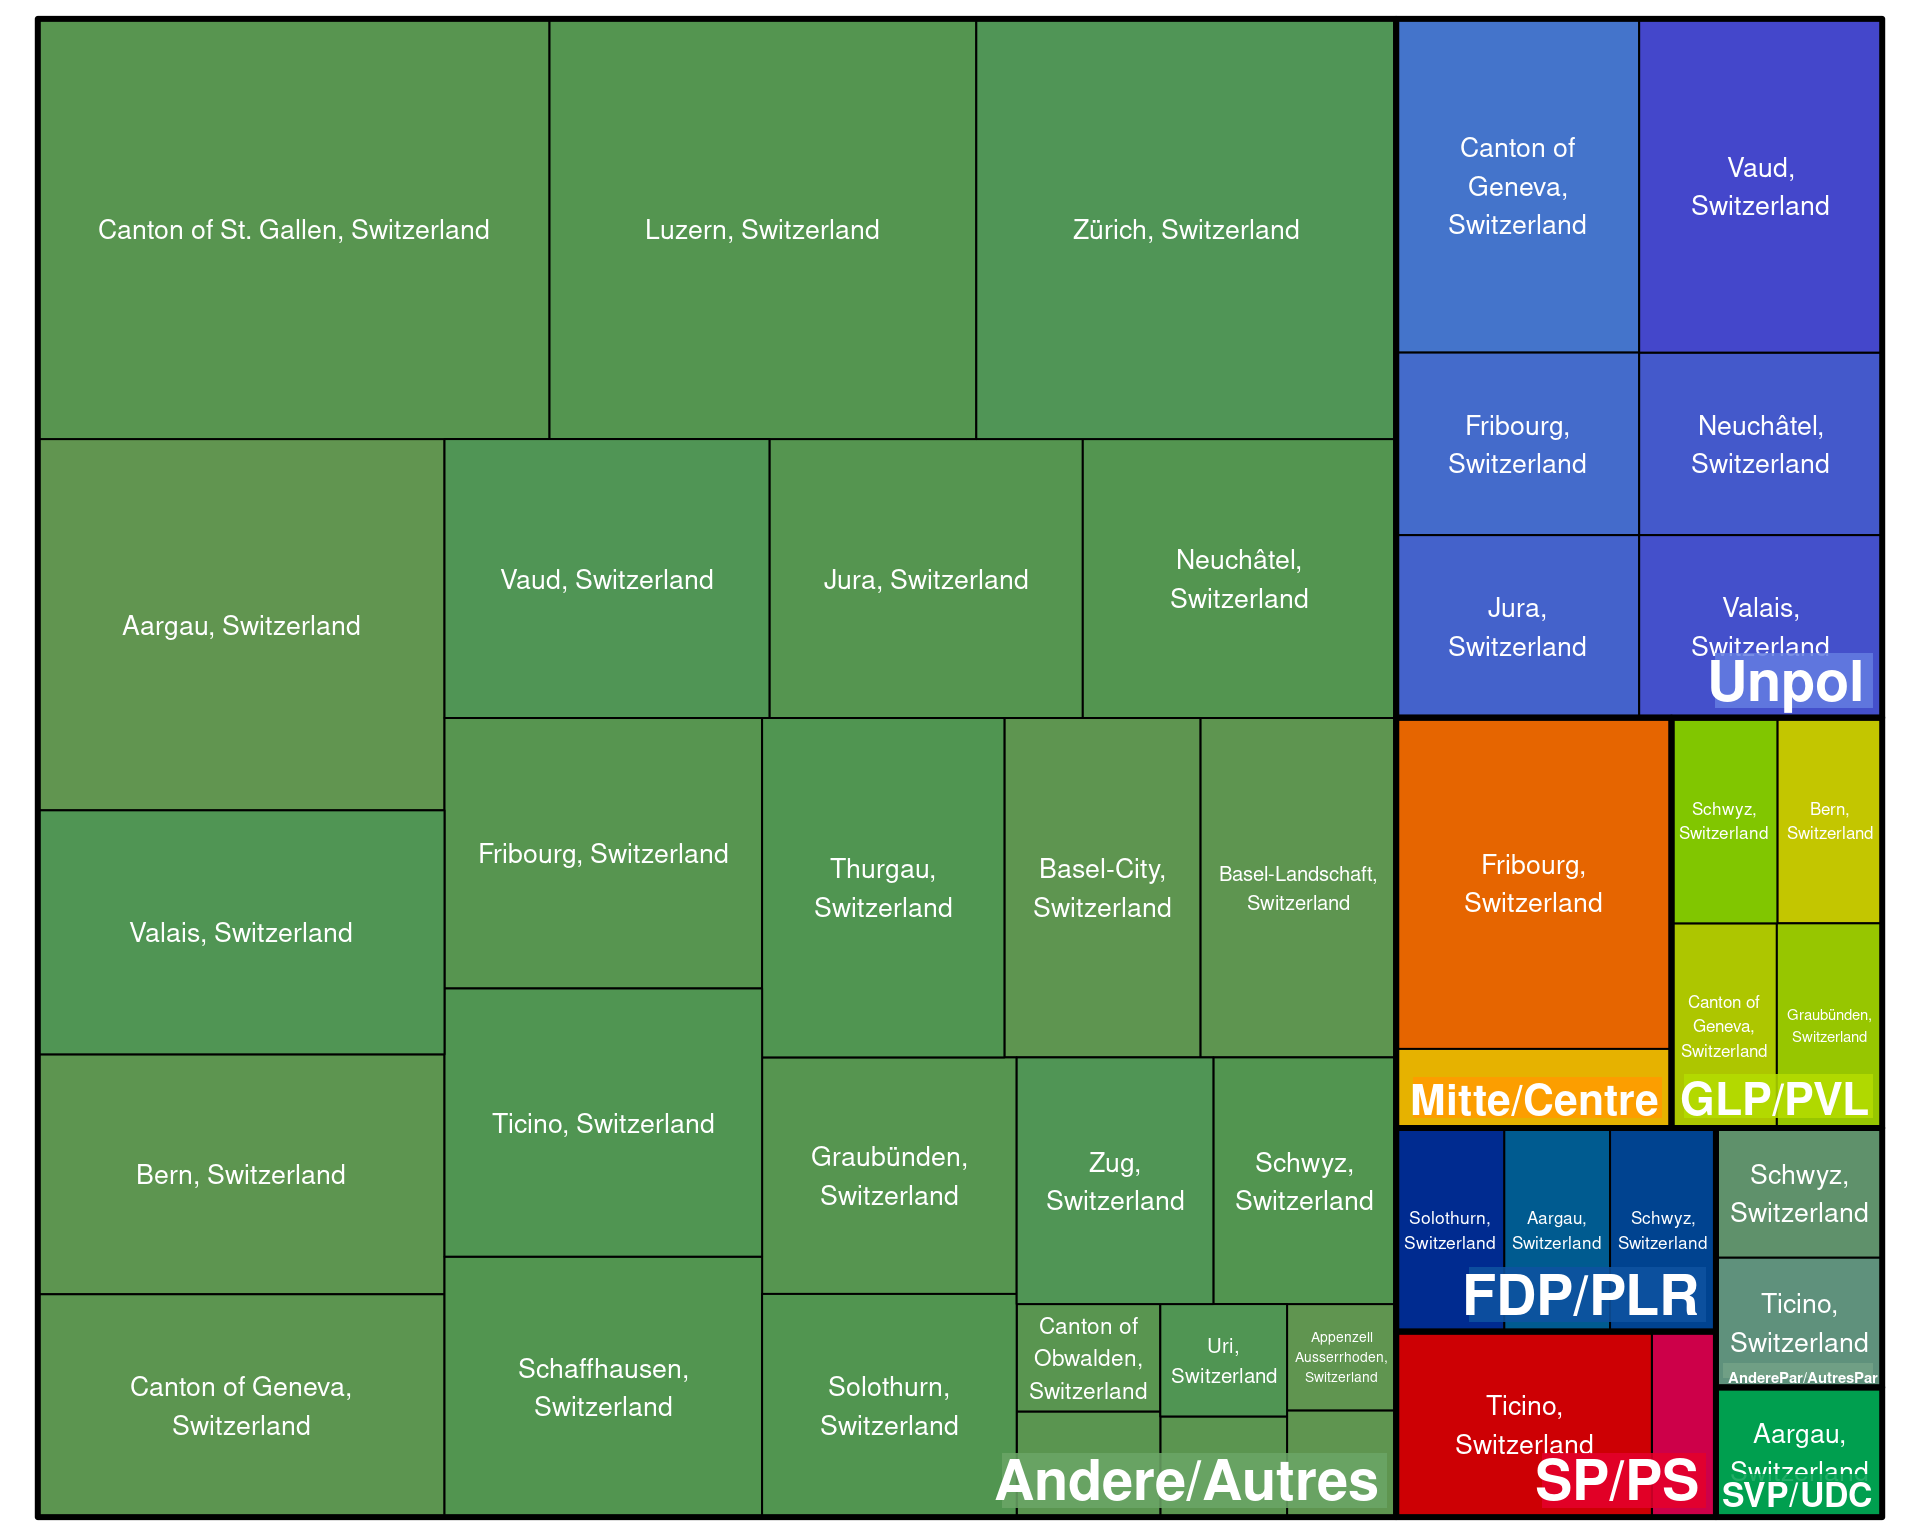 Canton of St. Gallen, Switzerland
Luzern, Switzerland
Zürich, Switzerland
Aargau, Switzerland
Vaud, Switzerland
Jura, Switzerland
Neuchâtel,
Switzerland
Valais, Switzerland
Fribourg, Switzerland
Thurgau,
Switzerland
Basel-City,
Switzerland
Basel-Landschaft,
Switzerland
Bern, Switzerland
Ticino, Switzerland
Graubünden,
Switzerland
Zug,
Switzerland
Schwyz,
Switzerland
Canton of Geneva,
Switzerland
Schaffhausen,
Switzerland
Solothurn,
Switzerland
Canton of
Obwalden,
Switzerland
Uri,
Switzerland
Appenzell
Ausserrhoden,
Switzerland
Andere/Autres
Canton of
Geneva,
Switzerland
Vaud,
Switzerland
Fribourg,
Switzerland
Neuchâtel,
Switzerland
Jura,
Switzerland
Valais,
Switzerland
Unpol
Fribourg,
Switzerland
Mitte/Centre
Schwyz,
Switzerland
Bern,
Switzerland
Canton of
Geneva,
Switzerland
Graubünden,
Switzerland
GLP/PVL
Solothurn,
Switzerland
Aargau,
Switzerland
Schwyz,
Switzerland
FDP/PLR
Schwyz,
Switzerland
Ticino,
Switzerland
AnderePar/AutresPar
Ticino,
Switzerland
SP/PS
Aargau,
Switzerland
SVP/UDC